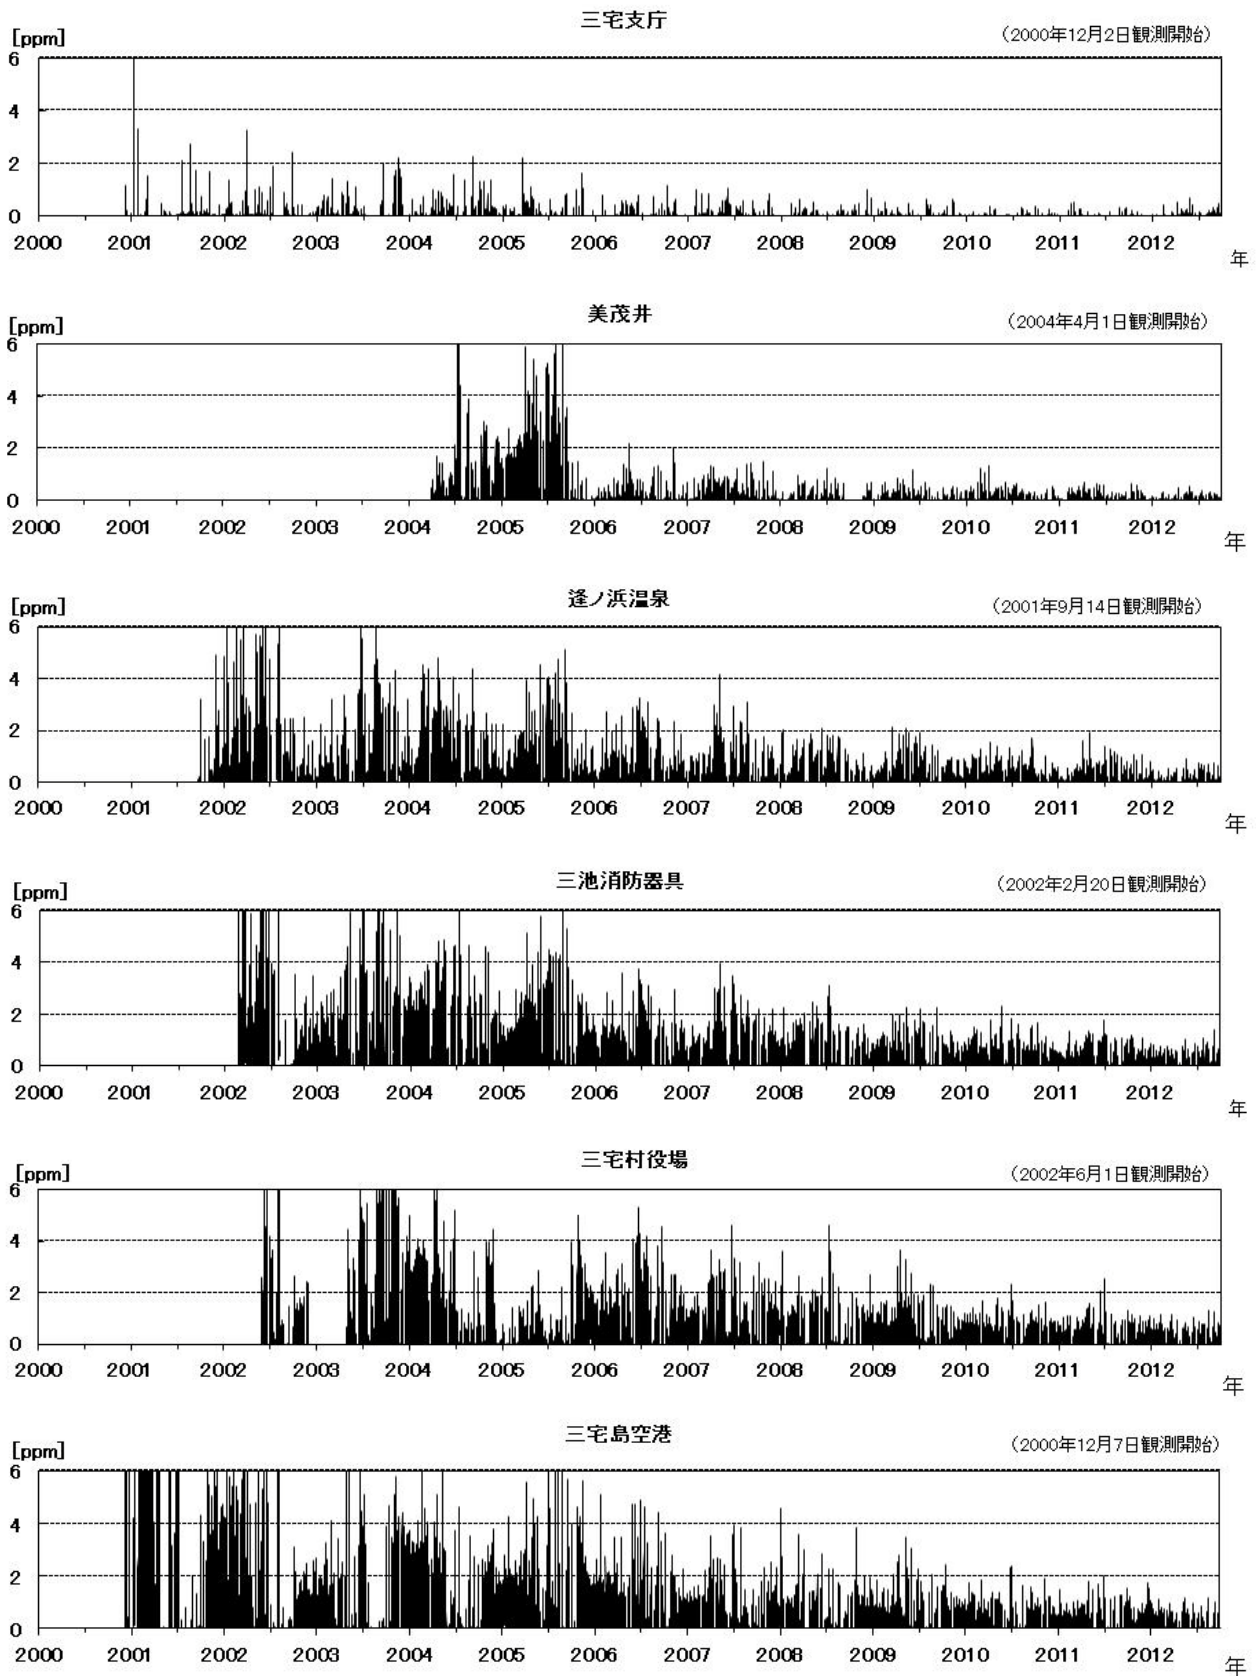 三宅支庁
[ppm]
(2000年12月2日観測開始)
6
4
2
0
2000 2001 2002 2003 2004 2005 2006 2007 2008 2009 2010 2011 2012
年
美茂井
[ppm]
(2004年4月1日観測開始)
6
4
2
0
2000 2001 2002 2003 2004 2005 2006 2007 2008 2009 2010 2011 2012
年
逢ノ浜温泉
[ppm]
(2001年9月14日観測開始)
6
4
2
0
2000 2001 2002 2003 2004 2005 2006 2007 2008 2009 2010 2011 2012
年
三池消防器具
[ppm]
(2002年2月20日観測開始)
6
4
2
0
2000 2001 2002 2003 2004 2005 2006 2007 2008 2009 2010 2011 2012
年
三宅村役場
[ppm]
(2002年6月1日観測開始)
6
4
2
0
2000 2001 2002 2003 2004 2005 2006 2007 2008 2009 2010 2011 2012
年
三宅島空港
[ppm]
(2000年12月7日観測開始)
6
4
2
0
2000 2001 2002 2003 2004 2005 2006 2007 2008 2009 2010 2011 2012
年